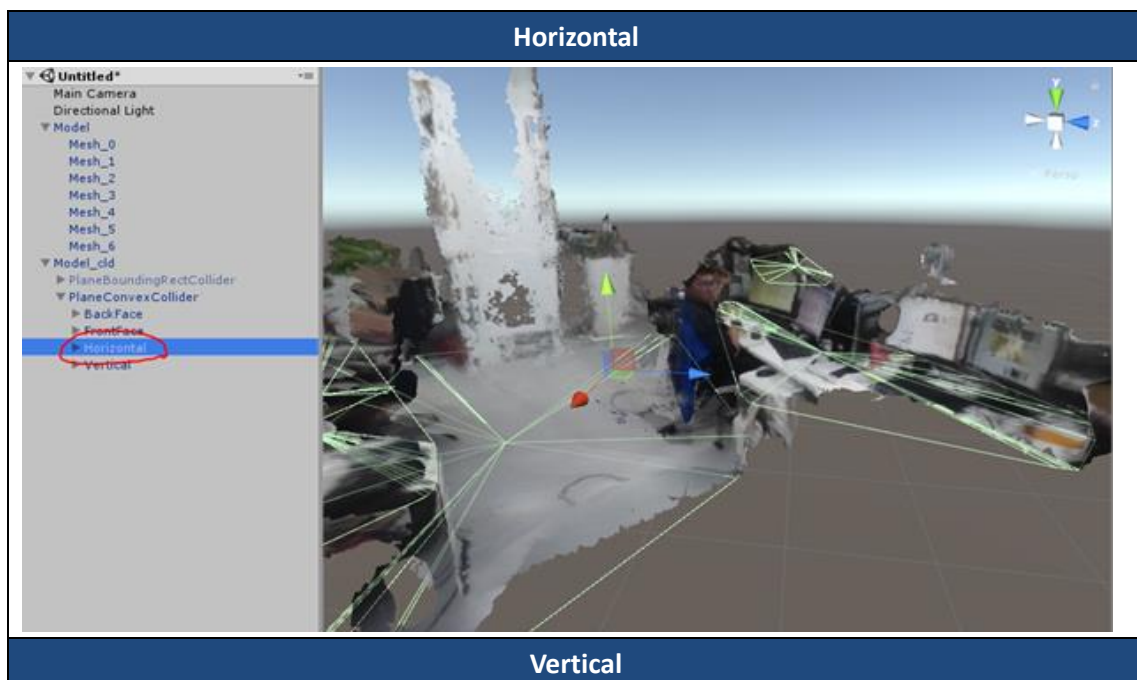 Horizontal
Untitled*
Main Camera
Directional Light
Model
Mesh_0
Mesh_1
Mesh_2
Mesh_3
Mesh_4
Mesh_5
Mesh_6
Model_cld
PlaneBoundingRectCollider
PlaneConvexCollider
BackFace
FrontFace
Horizontal
Vertical
y
z
Persp
Vertical